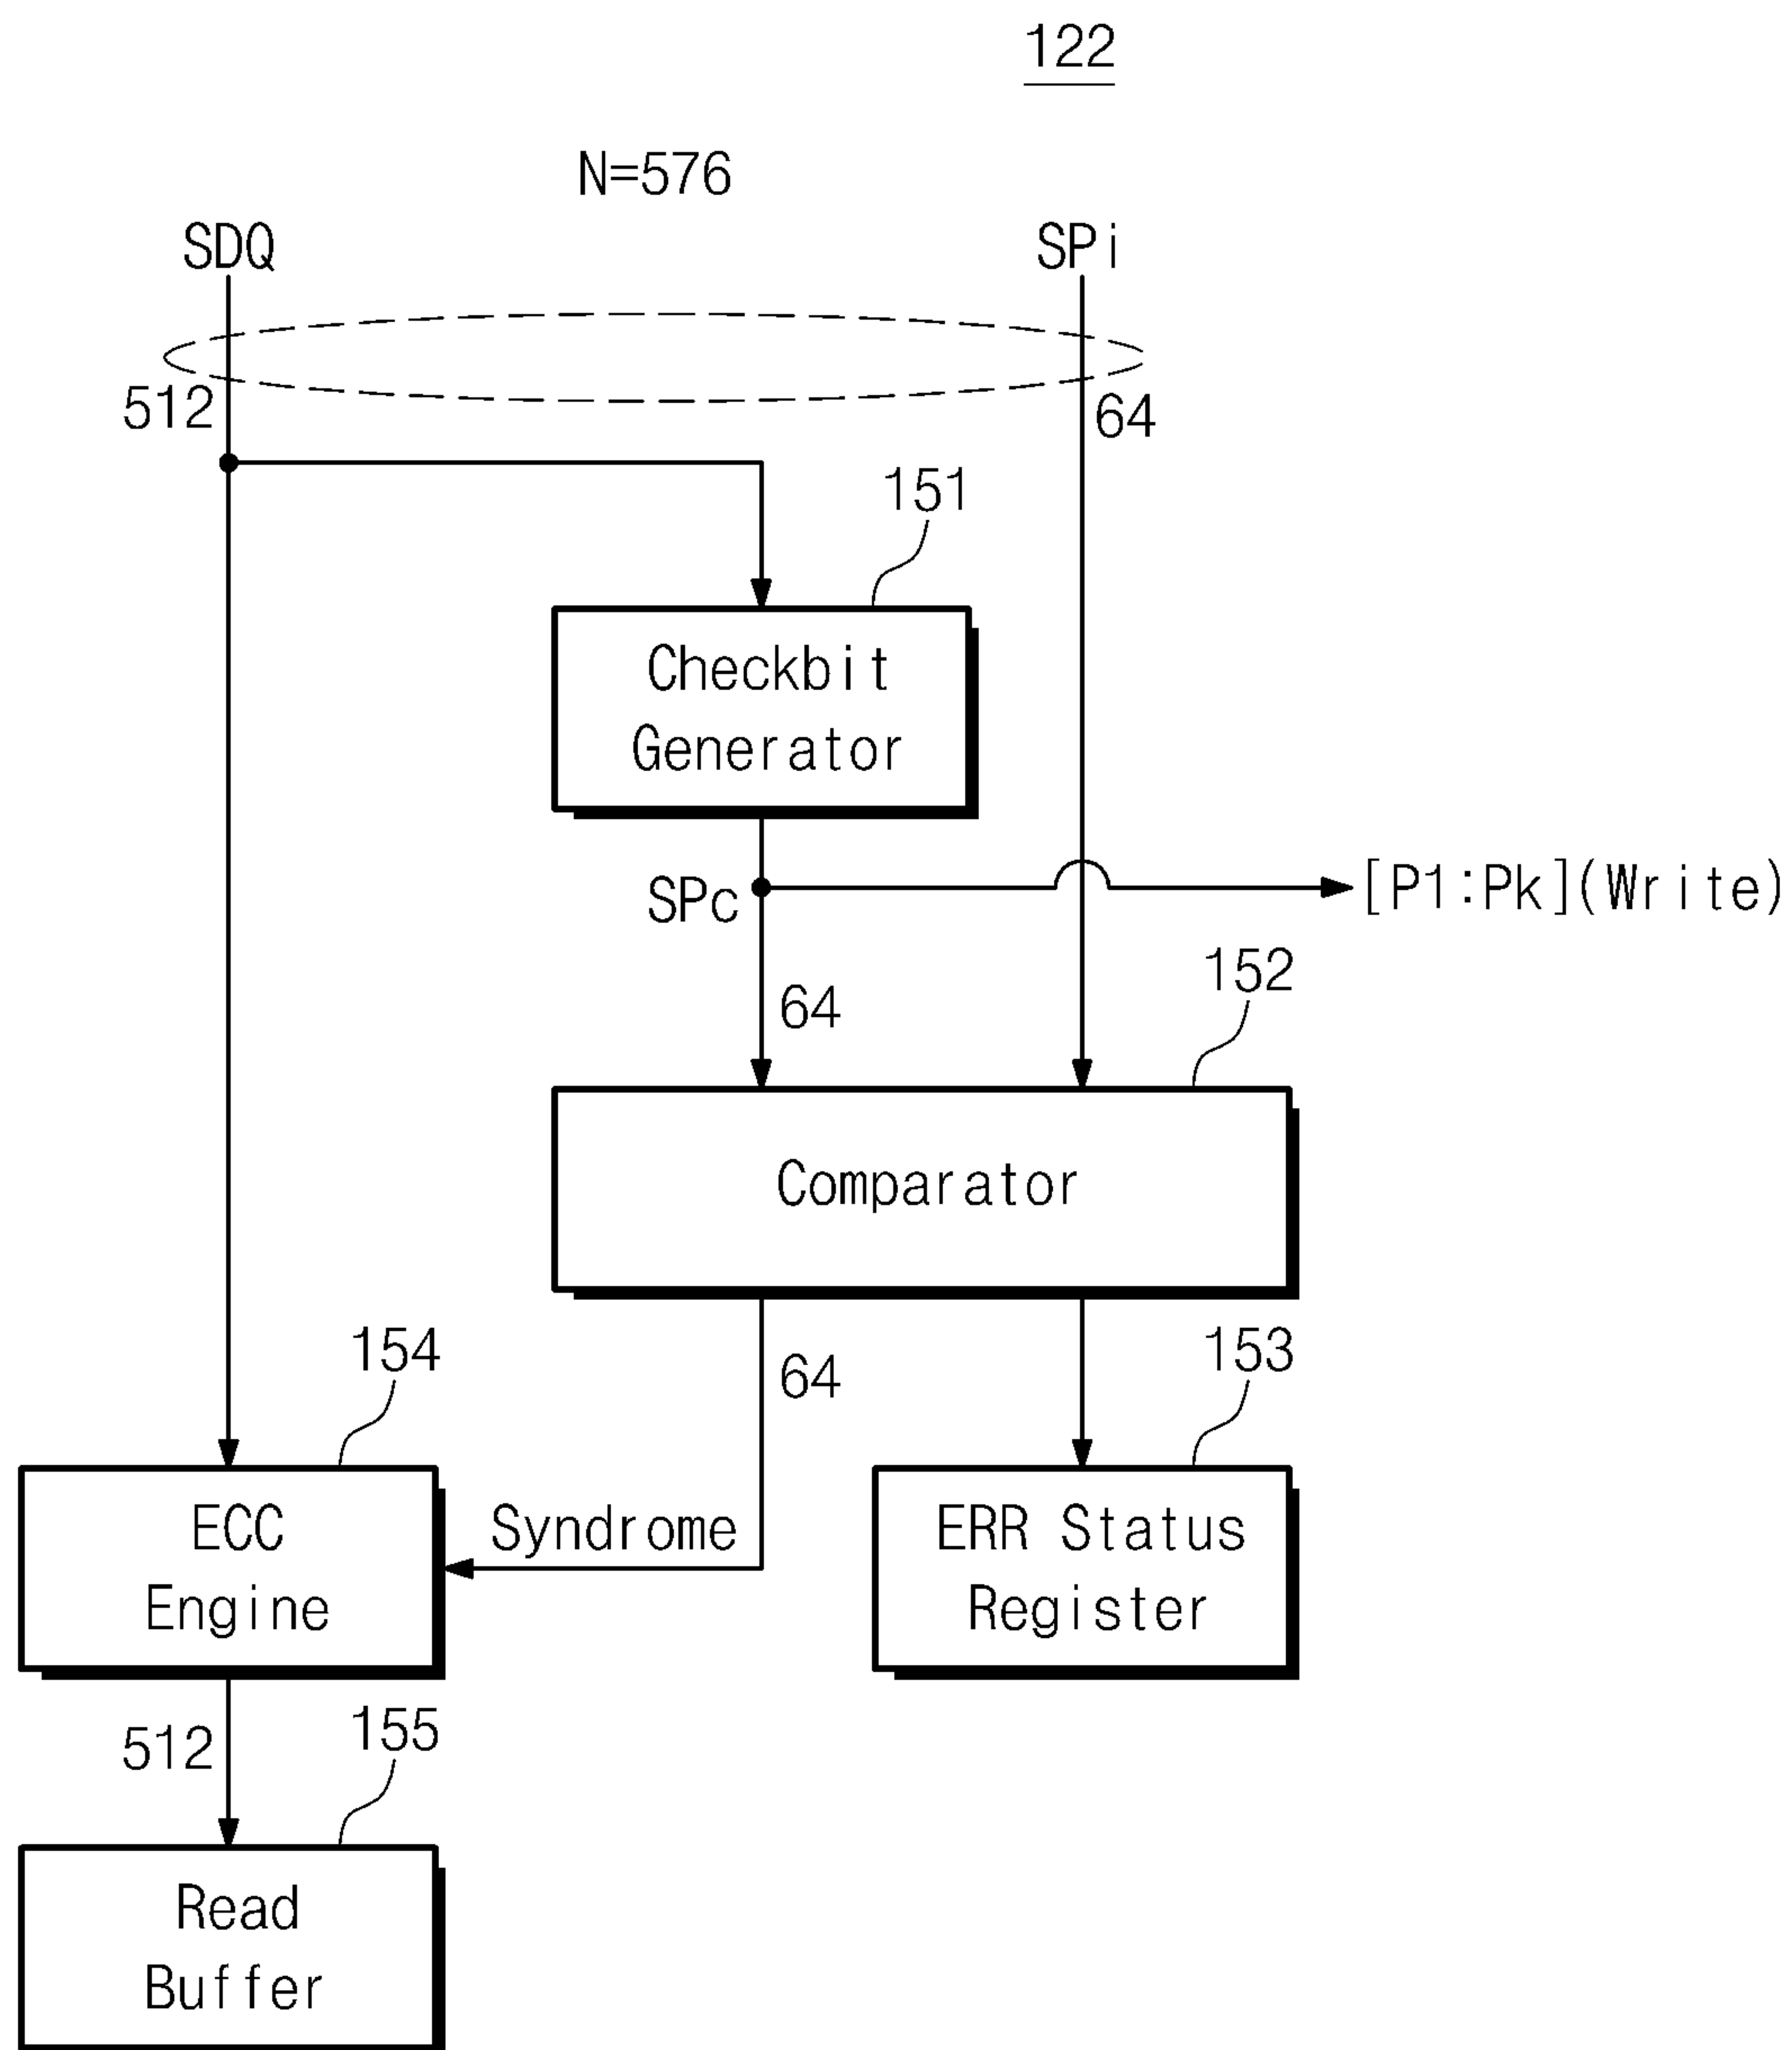 122
N=576
SDQ
SPi
512
64
151
Checkbit
Generator
SPc
[P1:Pk](Write)
64
152
Comparator
154
64
153
ECC
Engine
Syndrome
ERR Status
Register
512
155
Read
Buffer